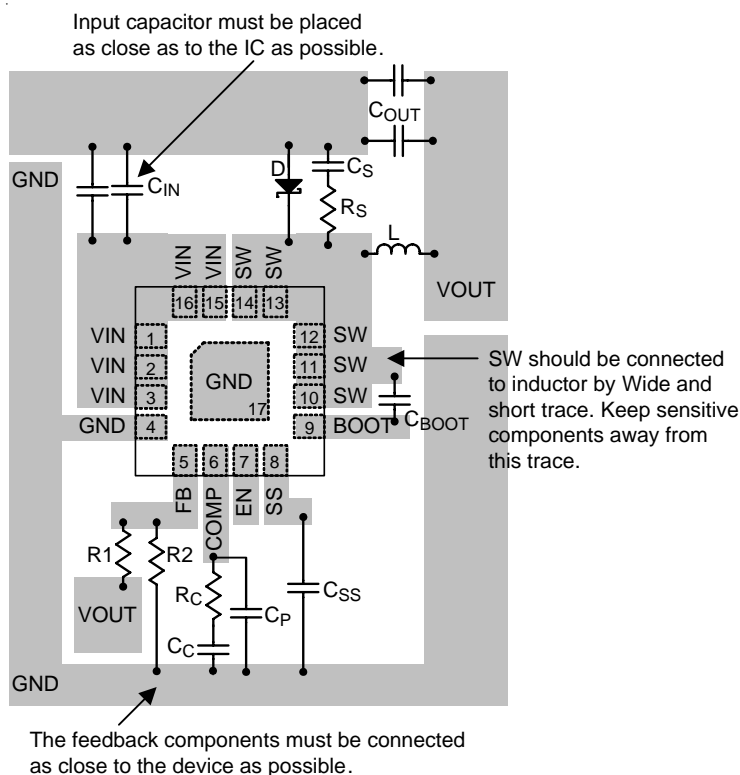 Input capacitor must be placed
as close as to the IC as possible.
COUT
GND
CIN
D
CS
RS
L
VOUT
VIN
VIN
SW
SW
16
15
14
13
VIN
1
12
SW
VIN
2
11
SW
VIN
3
10
SW
GND
4
9
BOOT
CBOOT
GND
17
SW should be connected
to inductor by Wide and
short trace. Keep sensitive
components away from
this trace.
5
6
7
8
FB
COMP
EN
SS
R1
R2
VOUT
RC
CP
CC
CSS
GND
The feedback components must be connected
as close to the device as possible.